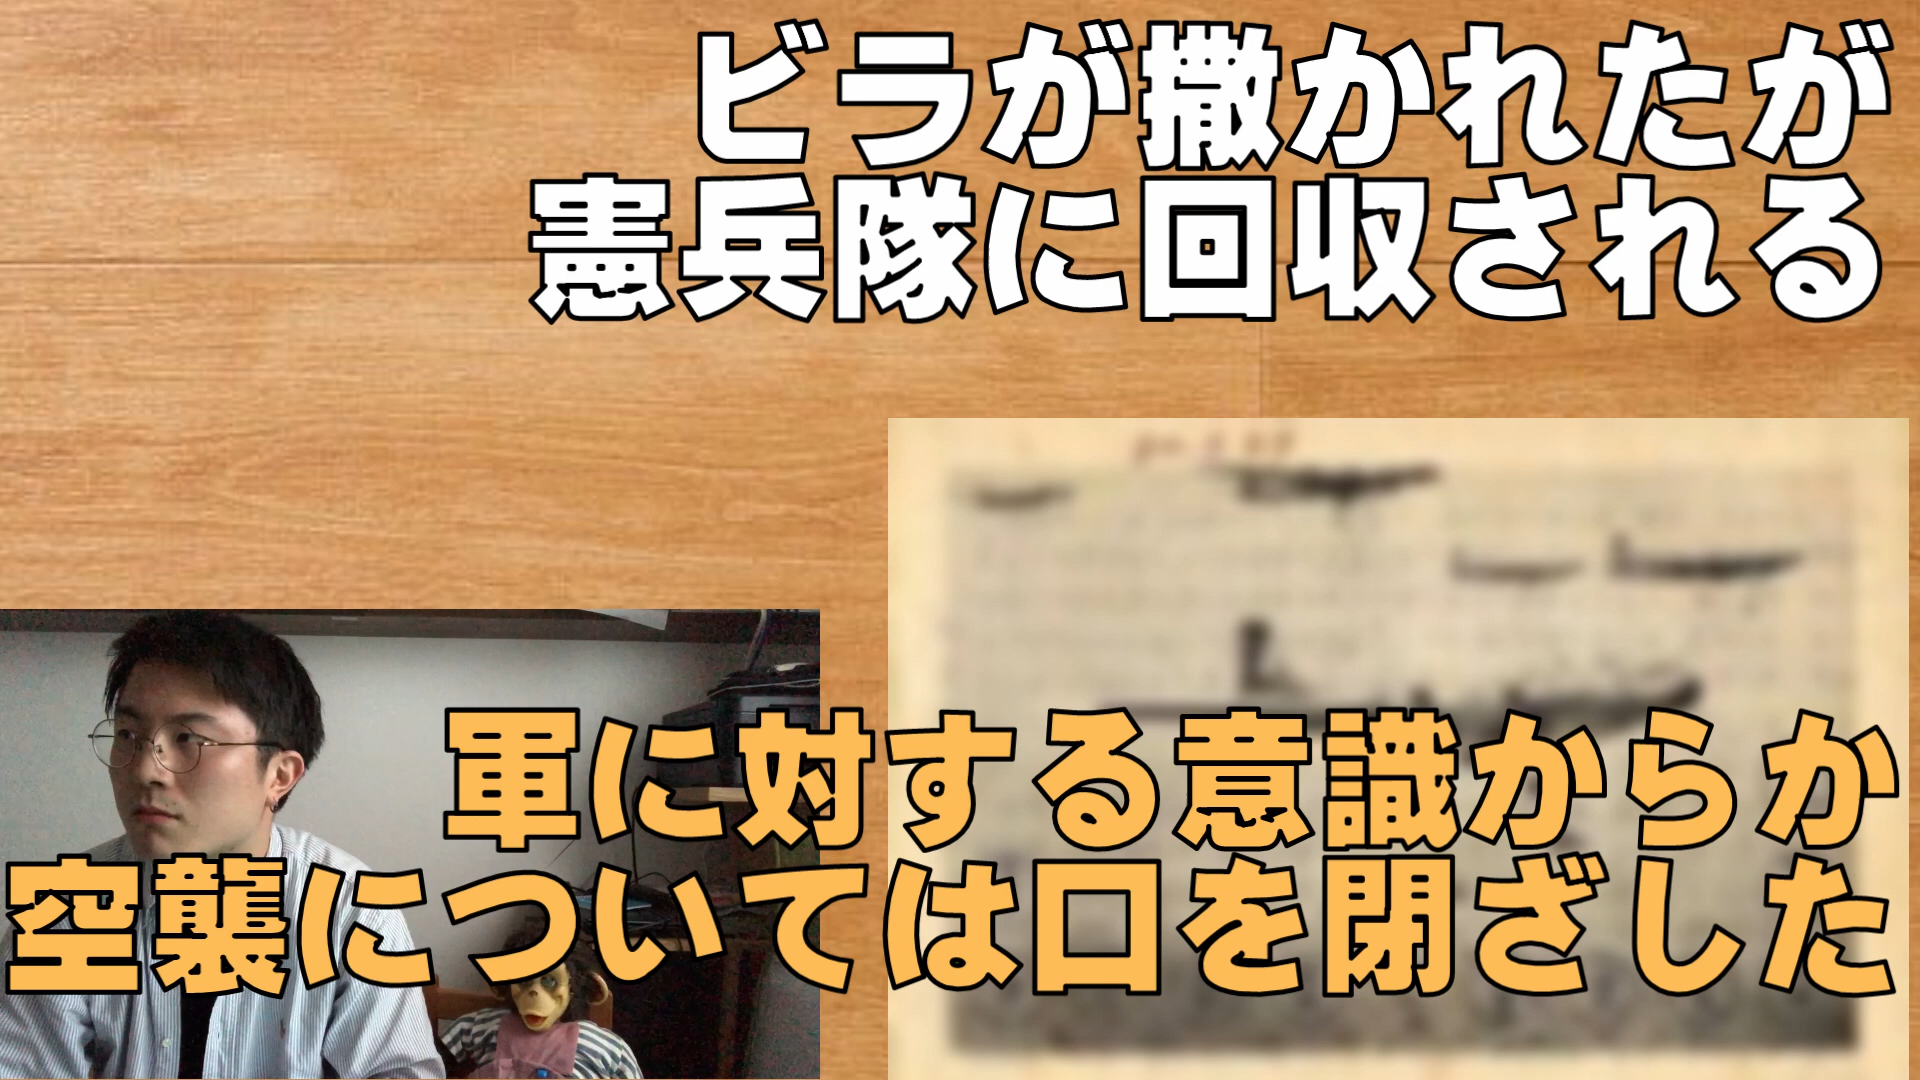 ビラが撒かれたが
憲兵隊に回収される
軍に対する意識からか
空襲については口を閉ざした